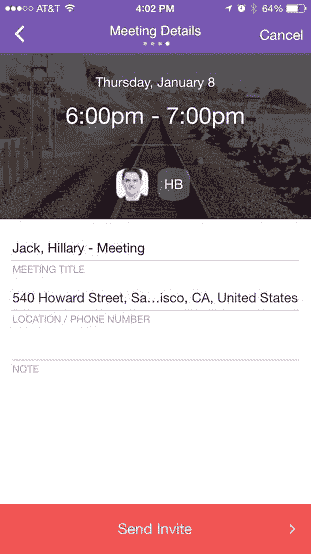 AT&T 4:02 PM 64%
Meeting Details Cancel
Thursday, January 8
6:00pm - 7:00pm
HB
Jack, Hillary - Meeting
MEETING TITLE
540 Howard Street, Sa...isco, CA, United States
LOCATION / PHONE NUMBER
NOTE
Send Invite